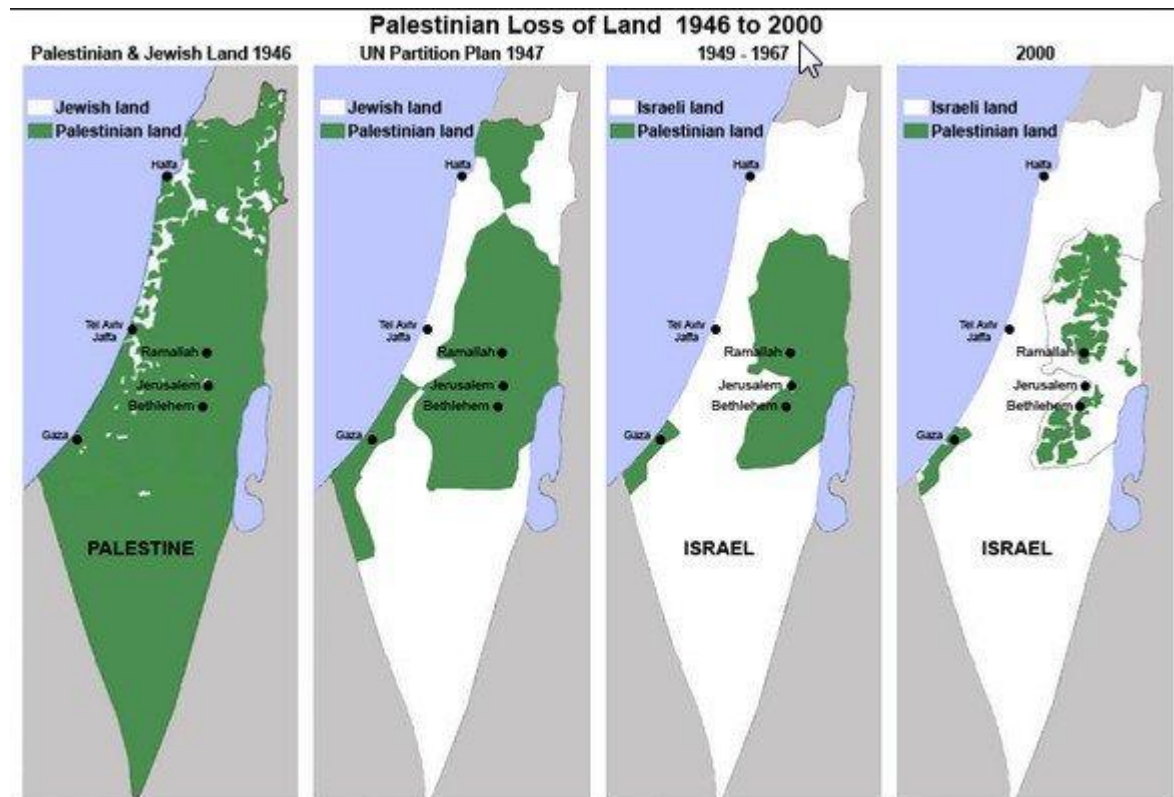 Palestinian Loss of Land 1946 to 2000
Palestinian & Jewish Land 1946
Jewish land
Palestinian land
Haifa
Tel Aviv
Jaffa
Ramallah
Jerusalem
Bethlehem
Gaza
PALESTINE
UN Partition Plan 1947
Jewish land
Palestinian land
Haifa
Tel Aviv
Jaffa
Ramallah
Jerusalem
Bethlehem
Gaza
1949 - 1967
Israeli land
Palestinian land
Haifa
Tel Aviv
Jaffa
Ramallah
Jerusalem
Bethlehem
Gaza
ISRAEL
2000
Israeli land
Palestinian land
Haifa
Tel Aviv
Jaffa
Ramallah
Jerusalem
Bethlehem
Gaza
ISRAEL